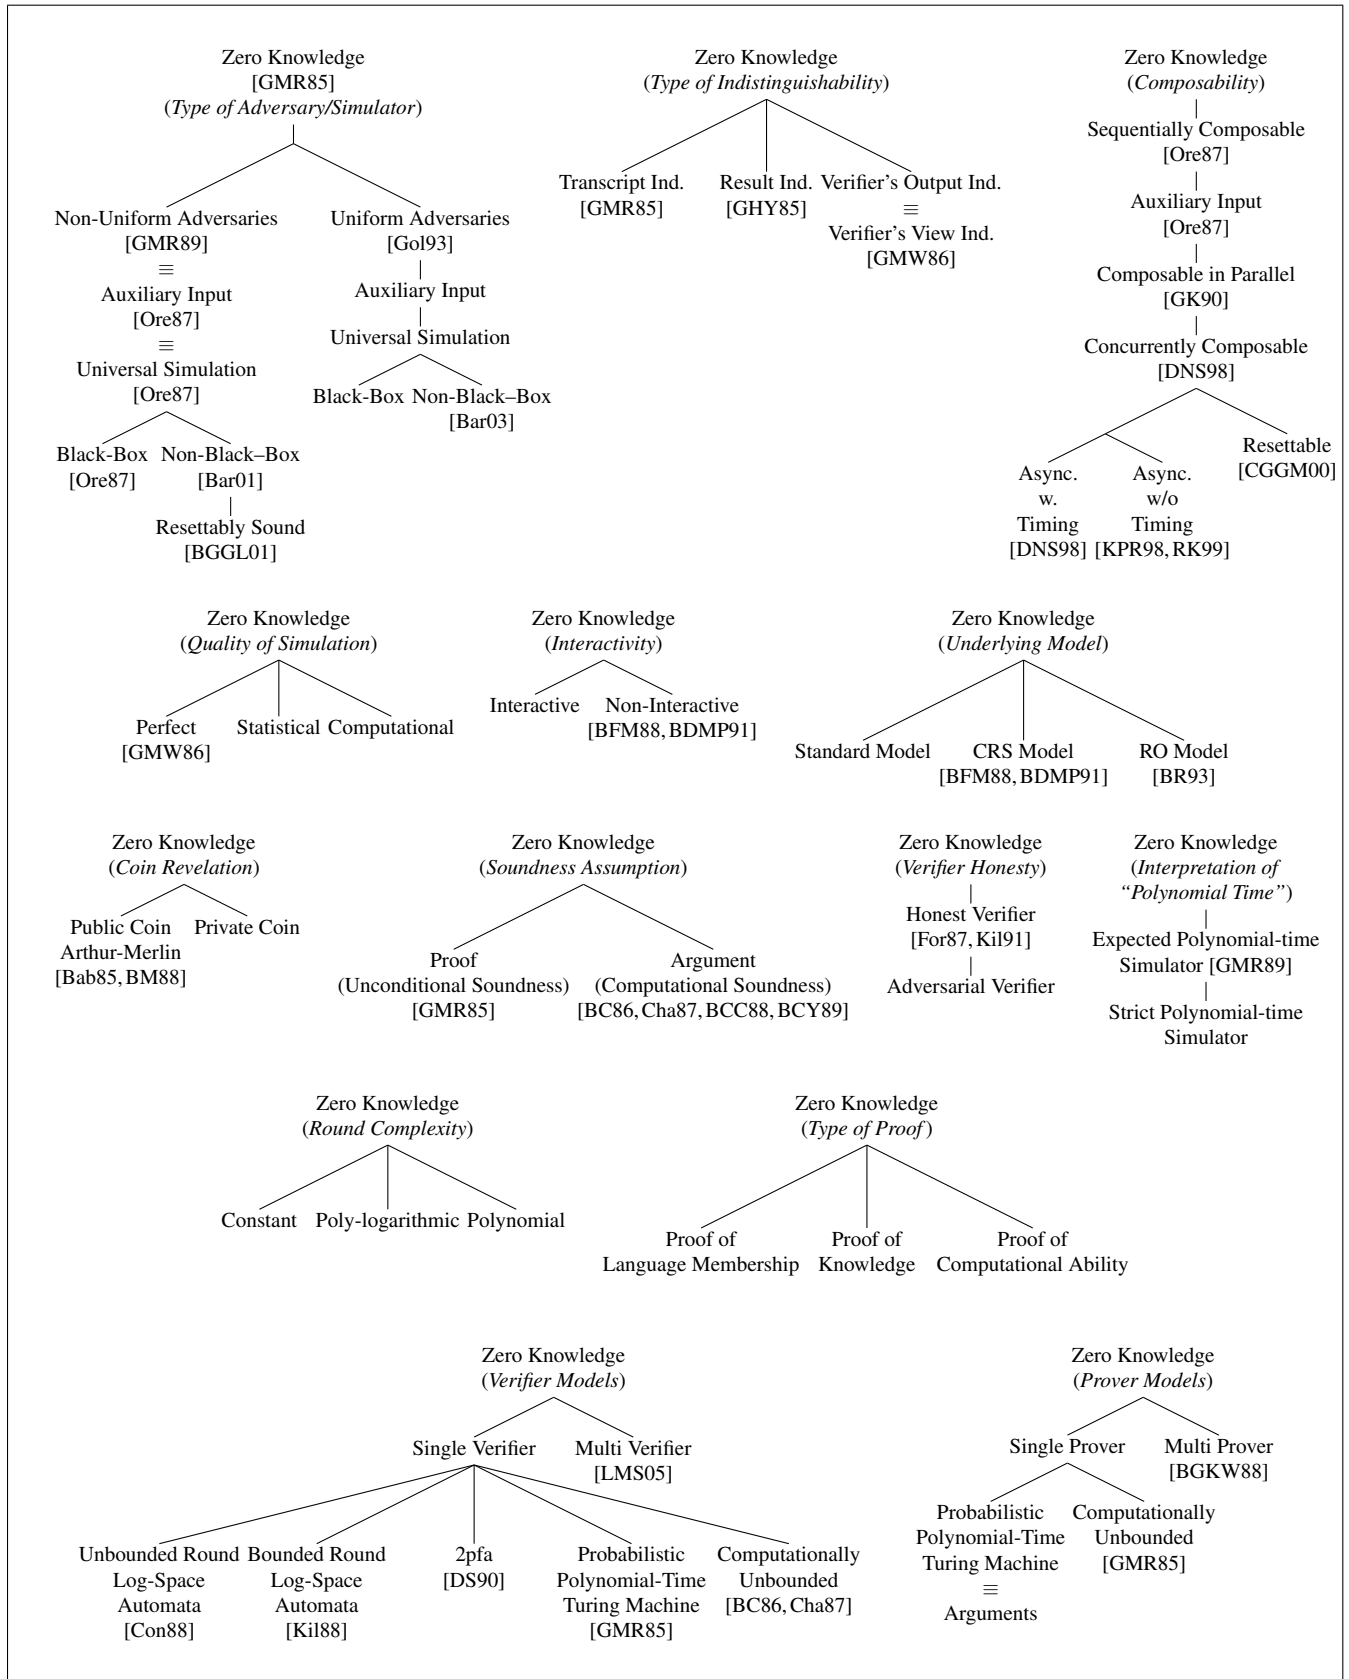 Zero Knowledge
[GMR85]
(Type of Adversary/Simulator)
Non-Uniform Adversaries
[GMR89]
≡
Auxiliary Input
[Ore87]
≡
Universal Simulation
[Ore87]
Black-Box
[Ore87]
Non-Black–Box
[Bar01]
Resettably Sound
[BGGL01]
Uniform Adversaries
[Gol93]
Auxiliary Input
Universal Simulation
Black-Box
Non-Black–Box
[Bar03]
Zero Knowledge
(Type of Indistinguishability)
Transcript Ind.
[GMR85]
Result Ind.
[GHY85]
Verifier's Output Ind.
≡
Verifier's View Ind.
[GMW86]
Zero Knowledge
(Composability)
Sequentially Composable
[Ore87]
Auxiliary Input
[Ore87]
Composable in Parallel
[GK90]
Concurrently Composable
[DNS98]
Async.
w.
Timing
[DNS98]
Async.
w/o
Timing
[KPR98, RK99]
Resettable
[CGGM00]
Zero Knowledge
(Quality of Simulation)
Perfect
[GMW86]
Statistical
Computational
Zero Knowledge
(Interactivity)
Interactive
Non-Interactive
[BFM88, BDMP91]
Zero Knowledge
(Underlying Model)
Standard Model
CRS Model
[BFM88, BDMP91]
RO Model
[BR93]
Zero Knowledge
(Coin Revelation)
Public Coin
Arthur-Merlin
[Bab85, BM88]
Private Coin
Zero Knowledge
(Soundness Assumption)
Proof
(Unconditional Soundness)
[GMR85]
Argument
(Computational Soundness)
[BC86, Cha87, BCC88, BCY89]
Zero Knowledge
(Verifier Honesty)
Honest Verifier
[For87, Kil91]
Adversarial Verifier
Zero Knowledge
(Interpretation of
“Polynomial Time”)
Expected Polynomial-time
Simulator [GMR89]
Strict Polynomial-time
Simulator
Zero Knowledge
(Round Complexity)
Constant
Poly-logarithmic
Polynomial
Zero Knowledge
(Type of Proof)
Proof of
Language Membership
Proof of
Knowledge
Proof of
Computational Ability
Zero Knowledge
(Verifier Models)
Single Verifier
Multi Verifier
[LMS05]
Unbounded Round
Log-Space
Automata
[Con88]
Bounded Round
Log-Space
Automata
[Kil88]
2pfa
[DS90]
Probabilistic
Polynomial-Time
Turing Machine
[GMR85]
Computationally
Unbounded
[BC86, Cha87]
Zero Knowledge
(Prover Models)
Single Prover
Multi Prover
[BGKW88]
Probabilistic
Polynomial-Time
Turing Machine
≡
Arguments
Computationally
Unbounded
[GMR85]